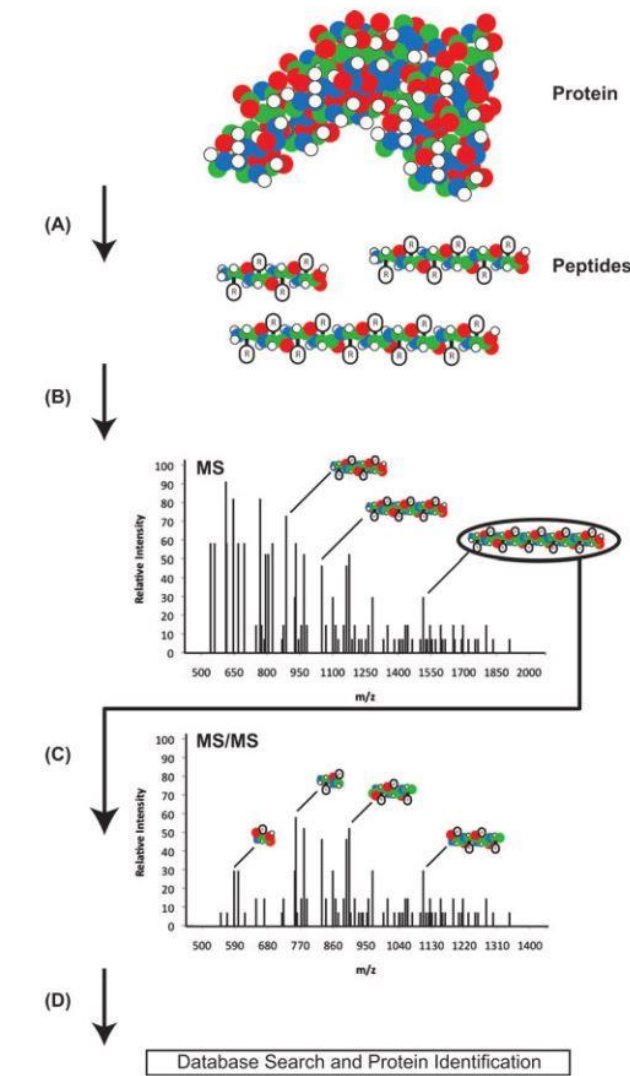 Protein
(A)
R R R R R
R R R R R
Peptides
R R R R R R R R R R
(B)
MS
100
90
80
70
60
50
40
30
20
10
0
Relative Intensity
500 650 800 950 1100 1250 1400 1550 1700 1850 2000
m/z
(C)
MS/MS
100
90
80
70
60
50
40
30
20
10
0
Relative Intensity
500 590 680 770 860 950 1040 1130 1220 1310 1400
m/z
(D)
Database Search and Protein Identification